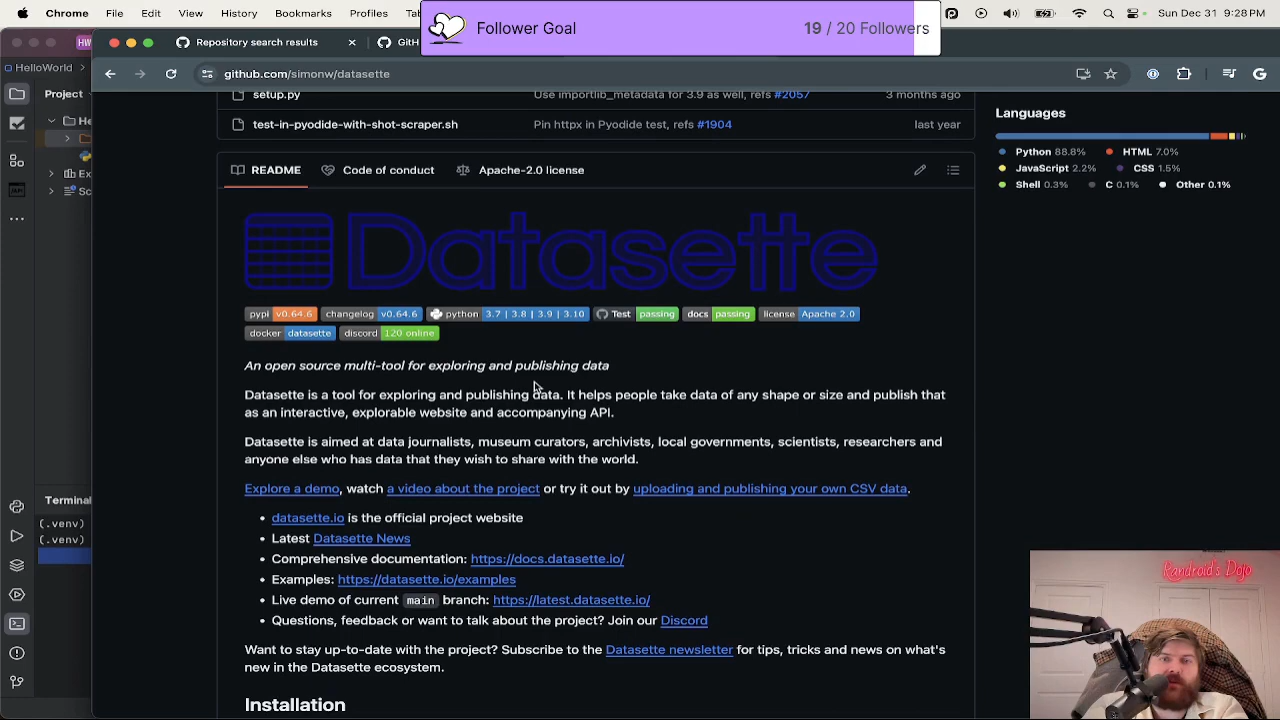 Sun Dec 31 9:28 PM
Follower Goal
19 / 20 Followers
Repository search results
GitH
HelloWorld
github.com/simonw/datasette
Project
setup.py
Use importlib_metadata for 3.9 as well, refs #2057
3 months ago
test-in-pyodide-with-shot-scraper.sh
Pin httpx in Pyodide test, refs #1904
last year
Languages
Python 88.8% HTML 7.0%
JavaScript 2.2% CSS 1.5%
Shell 0.3% C 0.1% Other 0.1%
README Code of conduct Apache-2.0 license
Datasette
pypi v0.64.6 changelog v0.64.6 python 3.7 | 3.8 | 3.9 | 3.10 Test passing docs passing license Apache 2.0
docker datasette discord 120 online
An open source multi-tool for exploring and publishing data
Datasette is a tool for exploring and publishing data. It helps people take data of any shape or size and publish that
as an interactive, explorable website and accompanying API.
Datasette is aimed at data journalists, museum curators, archivists, local governments, scientists, researchers and
anyone else who has data that they wish to share with the world.
Explore a demo, watch a video about the project or try it out by uploading and publishing your own CSV data.
• datasette.io is the official project website
• Latest Datasette News
• Comprehensive documentation: https://docs.datasette.io/
• Examples: https://datasette.io/examples
• Live demo of current main branch: https://latest.datasette.io/
• Questions, feedback or want to talk about the project? Join our Discord
Want to stay up-to-date with the project? Subscribe to the Datasette newsletter for tips, tricks and news on what's
new in the Datasette ecosystem.
Installation
Terminal
(.venv)
(.venv)
Randroid's Dojo